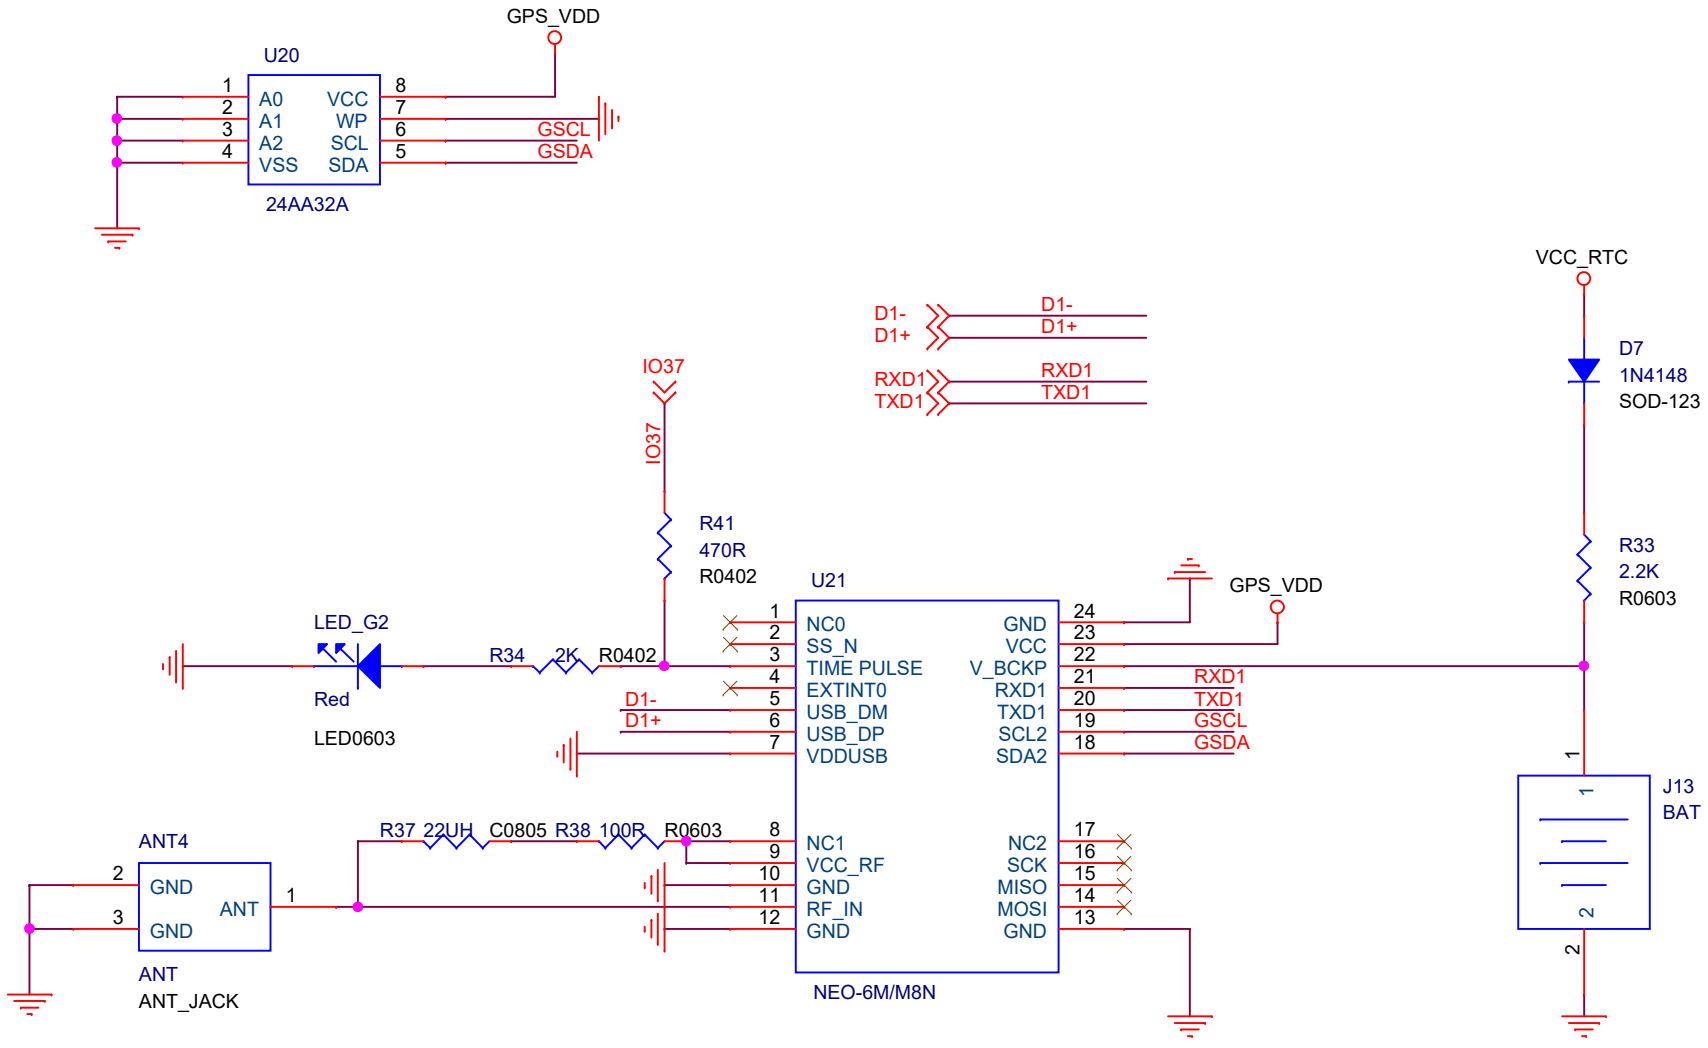 GPS_VDD
U20
1 A0 VCC 8
2 A1 WP 7
3 A2 SCL 6 GSCL
4 VSS SDA 5 GSDA
24AA32A
VCC_RTC
D1- D1-
D1+ D1+
RXD1 RXD1
TXD1 TXD1
D7
1N4148
SOD-123
IO37
IO37
R41
470R
R0402
R33
2.2K
R0603
U21
GPS_VDD
LED_G2
Red
LED0603
R34 2K R0402
1 NC0 GND 24
2 SS_N VCC 23
3 TIME PULSE V_BCKP 22
4 EXTINT0 RXD1 21 RXD1
D1- 5 USB_DM TXD1 20 TXD1
D1+ 6 USB_DP SCL2 19 GSCL
7 VDDUSB SDA2 18 GSDA
R37 22UH C0805 R38 100R R0603
8 NC1 NC2 17
9 VCC_RF SCK 16
10 GND MISO 15
11 RF_IN MOSI 14
12 GND GND 13
NEO-6M/M8N
ANT4
2 GND
ANT 1
3 GND
ANT
ANT_JACK
1
1
J13
BAT
2
2